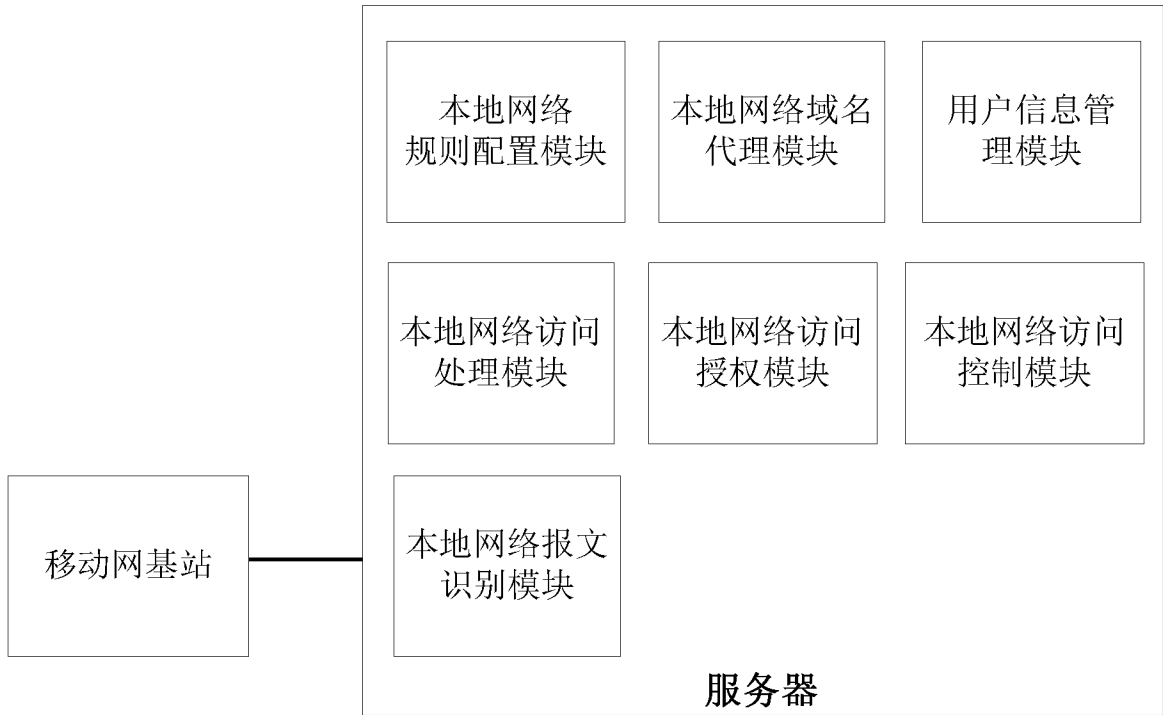 本地网络
规则配置模块
本地网络域名
代理模块
用户信息管
理模块
本地网络访问
处理模块
本地网络访问
授权模块
本地网络访问
控制模块
移动网基站
本地网络报文
识别模块
服务器